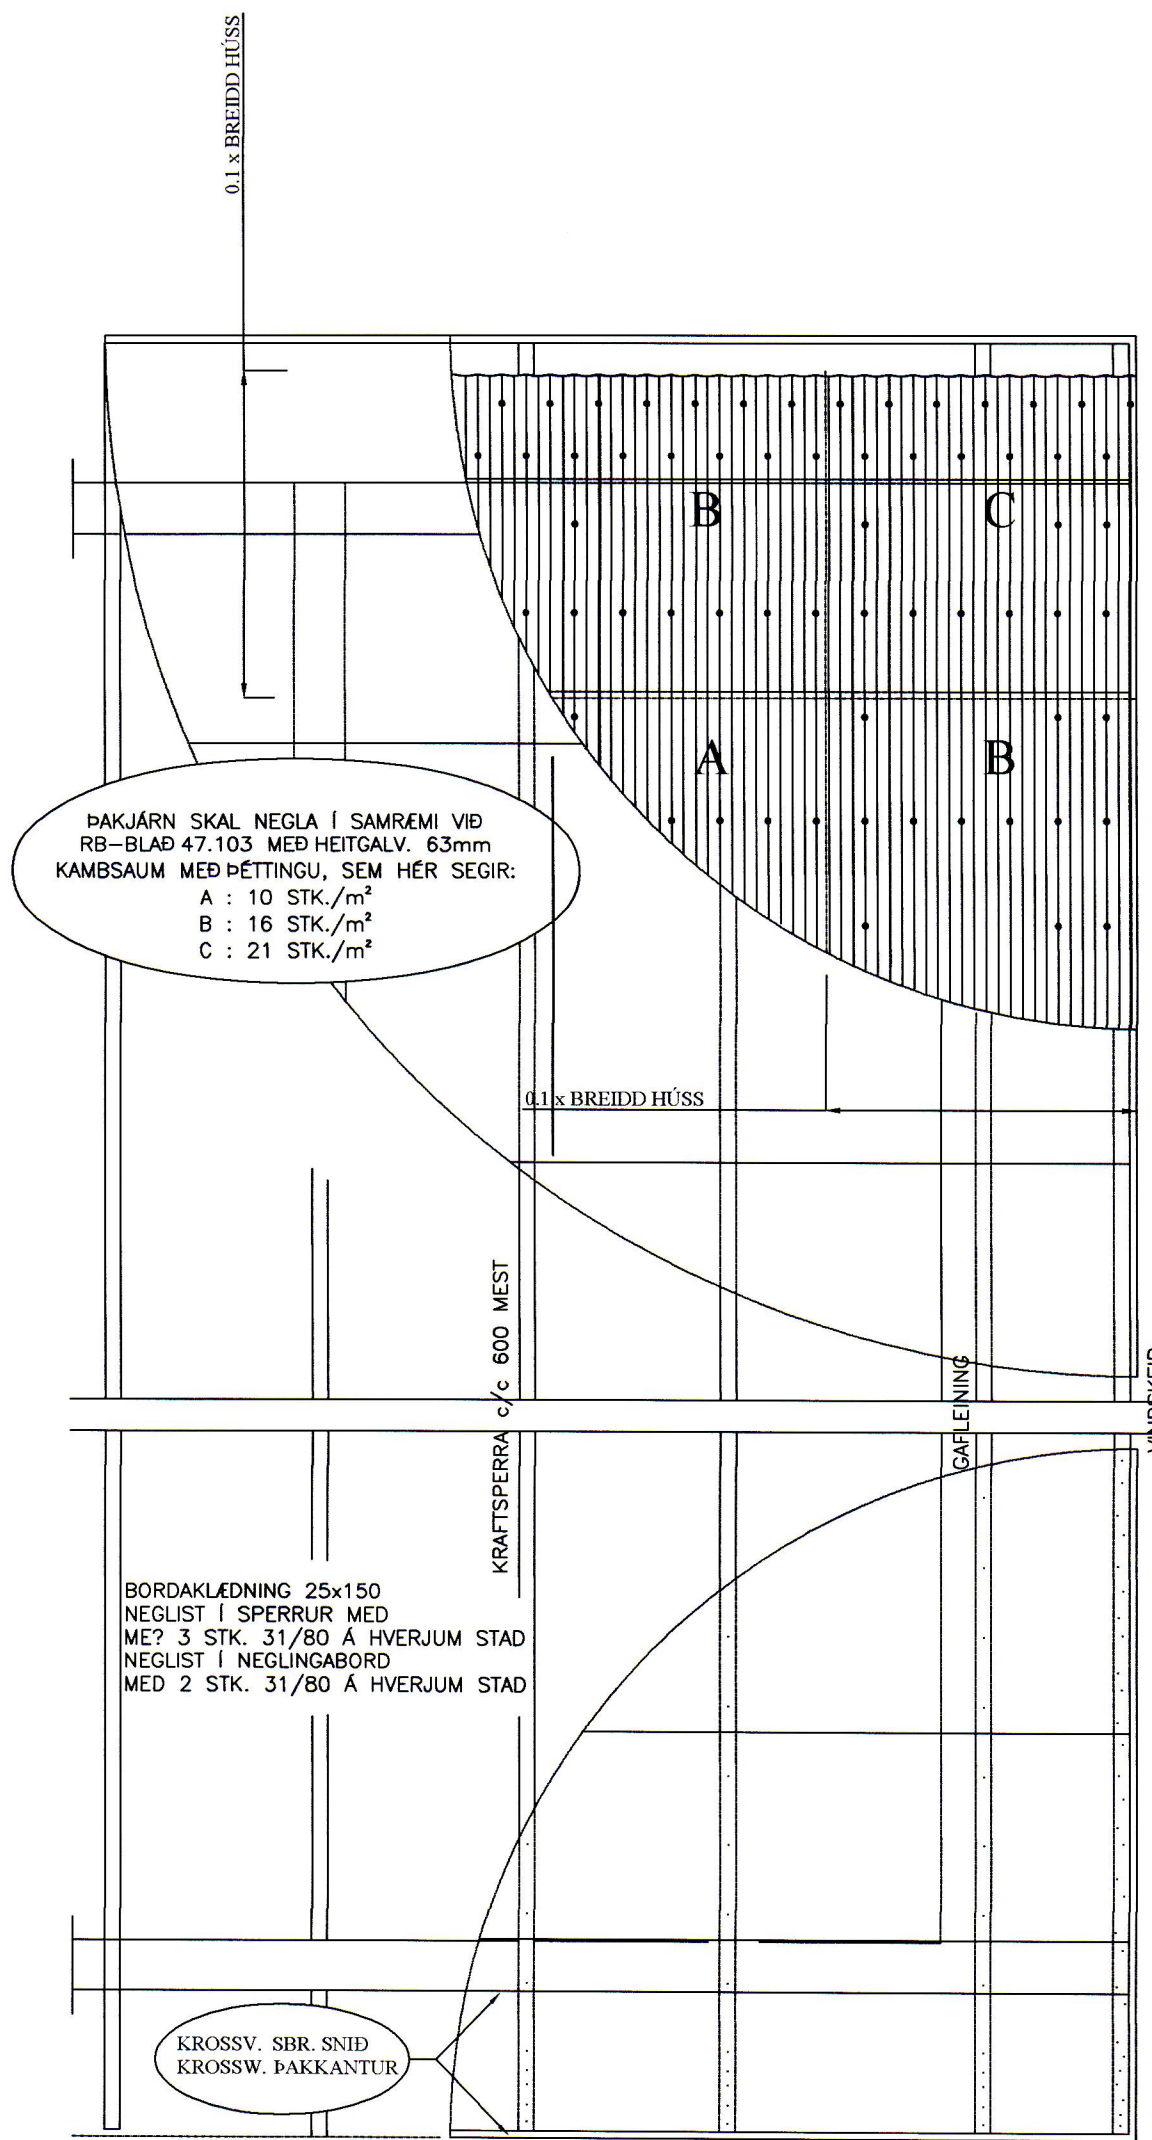 0.1 x BREIDD HÚSS
B
C
A
B
ÞAKJÁRN SKAL NEGLA Í SAMRÆMI VIÐ
RB-BLAÐ 47.103 MEÐ HEITGALV. 63mm
KAMBSAUM MEÐ ÞÉTTINGU, SEM HÉR SEGIR:
A : 10 STK./m²
B : 16 STK./m²
C : 21 STK./m²
0.1 x BREIDD HÚSS
KRAFTSPERRA c/c 600 MEST
GAFLEINING
BORDAKLÆDNING 25x150
NEGLIST Í SPERRUR MED
ME? 3 STK. 31/80 Á HVERJUM STAD
NEGLIST Í NEGLINGABORD
MED 2 STK. 31/80 Á HVERJUM STAD
KROSSV. SBR. SNIÐ
KROSSW. ÞAKKANTUR